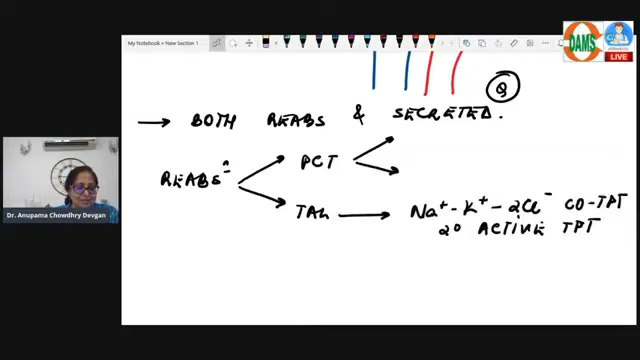 My Notebook > New Section 1
DAMS
LIVE
Q
→ BOTH REABS & SECRETED.
REABSⁿ
PCT
TAL → Na⁺-K⁺-2Cl⁻ CO-TPT
2° ACTIVE TPT
Dr. Anupama Chowdhry Devgan